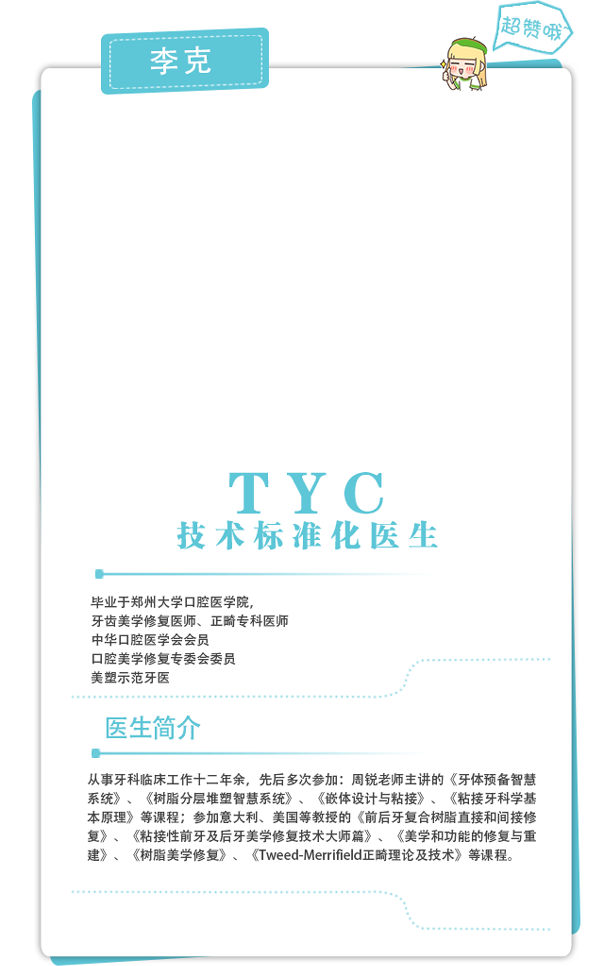 李克
超赞哦
TYC
技术标准化医生
毕业于郑州大学口腔医学院，
牙齿美学修复医师、正畸专科医师
中华口腔医学会会员
口腔美学修复专委会委员
美塑示范牙医
医生简介
从事牙科临床工作十二年余，先后多次参加：周锐老师主讲的《牙体预备智慧
系统》、《树脂分层堆塑智慧系统》、《嵌体设计与粘接》、《粘接牙科学基
本原理》等课程；参加意大利、美国等教授的《前后牙复合树脂直接和间接修
复》、《粘接性前牙及后牙美学修复技术大师篇》、《美学和功能的修复与重
建》、《树脂美学修复》、《Tweed-Merrifield正畸理论及技术》等课程。